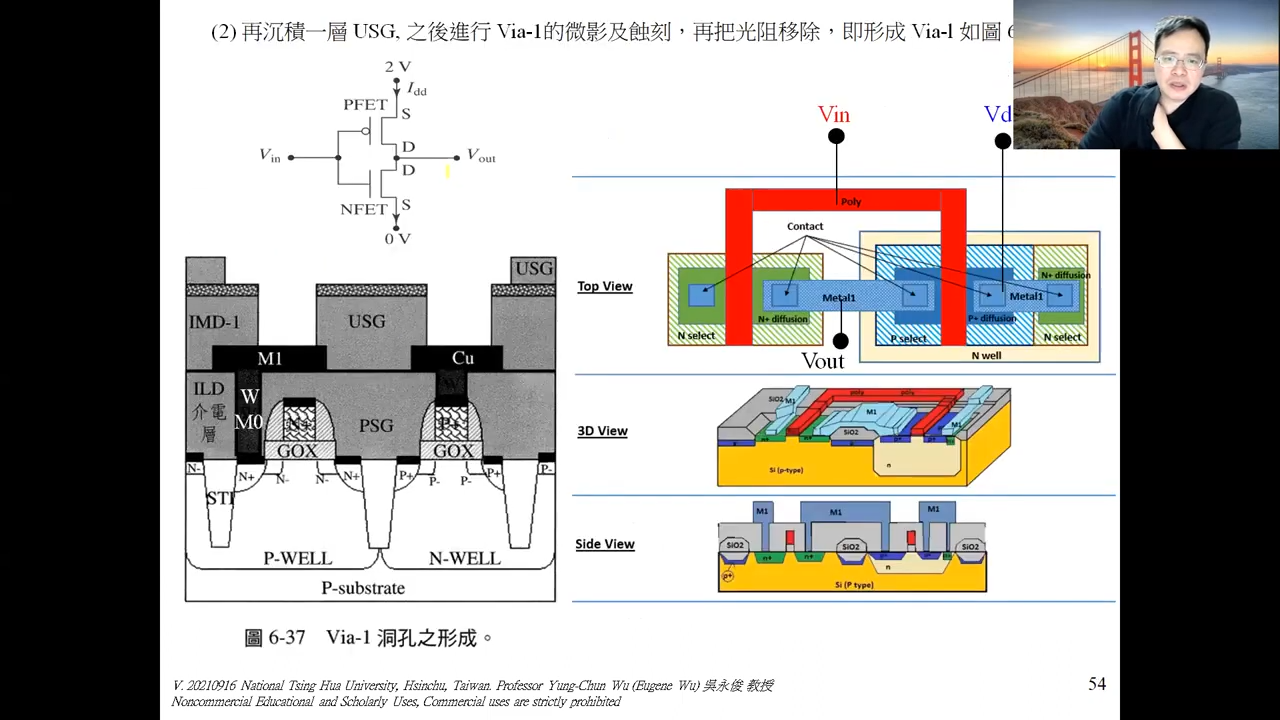 (2) 再沉積一層 USG, 之後進行 Via-1的微影及蝕刻，再把光阻移除，即形成 Via-l 如圖 6
2 V
Idd
PFET
S
D
Vin
Vout
D
NFET
S
0 V
USG
IMD-1
USG
M1
Cu
ILD
介電層
W
M0
W
N+
PSG
P+
GOX
GOX
N-
N+
N-
N-
N+
P+
P-
P-
P+
P-
STI
P-WELL
N-WELL
P-substrate
圖 6-37 Via-1 洞孔之形成。
Vin
Vd
Poly
Contact
Top View
N+ diffusion
Metal1
Metal1
N+ diffusion
P+ diffusion
N select
P select
N select
N well
Vout
3D View
SiO2
M1
poly
poly
M1
SiO2
M1
n+
n+
p+
p+
n
Si (p-type)
Side View
M1
M1
M1
SiO2
SiO2
SiO2
n+
n+
p+
n
Si (P type)
V. 20210916 National Tsing Hua University, Hsinchu, Taiwan. Professor Yung-Chun Wu (Eugene Wu) 吳永俊 教授
Noncommercial Educational and Scholarly Uses, Commercial uses are strictly prohibited
54